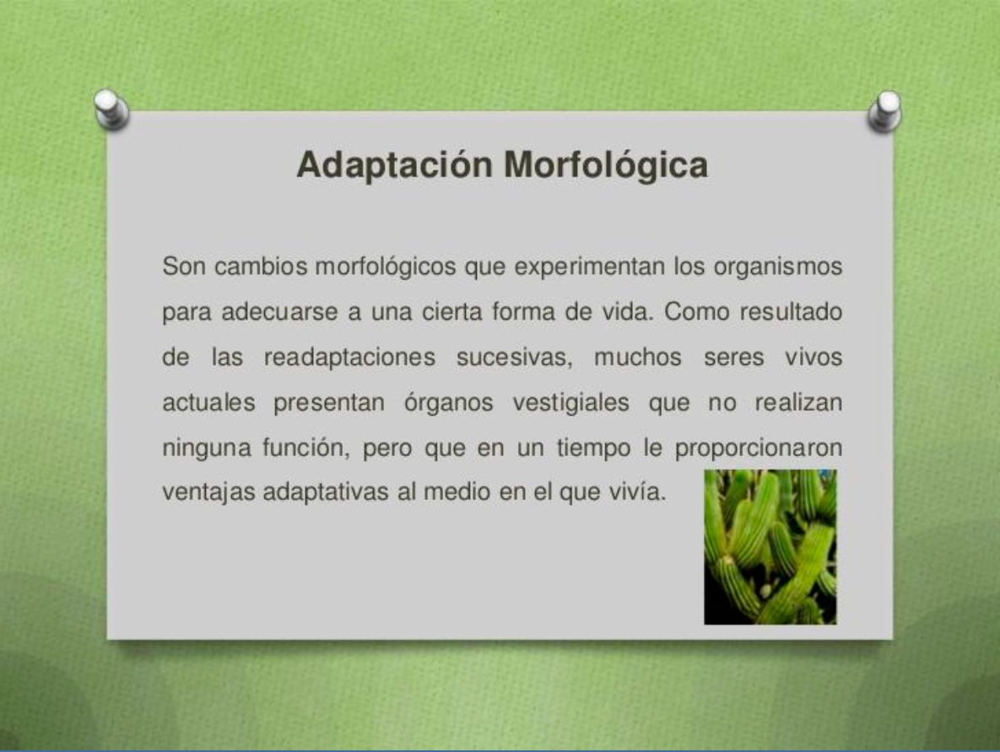 Adaptación Morfológica
Son cambios morfológicos que experimentan los organismos
para adecuarse a una cierta forma de vida. Como resultado
de las readaptaciones sucesivas, muchos seres vivos
actuales presentan órganos vestigiales que no realizan
ninguna función, pero que en un tiempo le proporcionaron
ventajas adaptativas al medio en el que vivía.